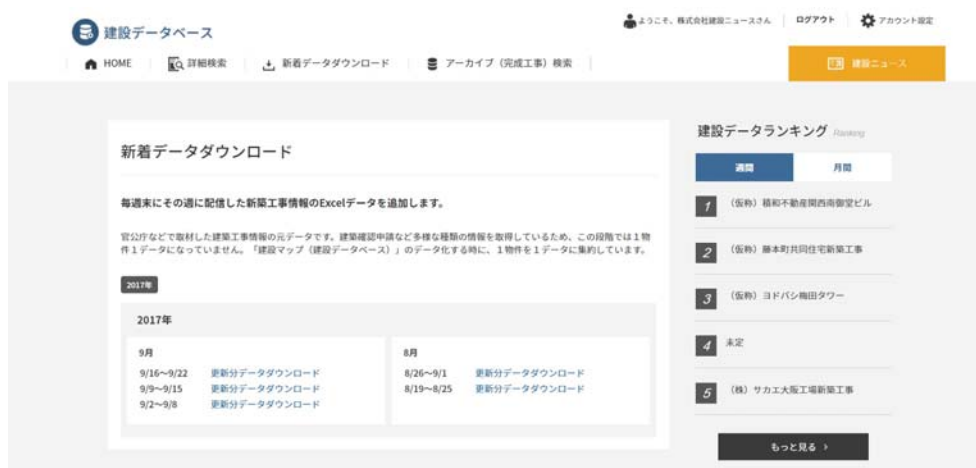 建設データベース
ようこそ、株式会社建設ニュースさん
ログアウト
アカウント設定
HOME
詳細検索
新着データダウンロード
アーカイブ（完成工事）検索
建設ニュース
新着データダウンロード
毎週末にその週に配信した新築工事情報のExcelデータを追加します。
官公庁などで取材した建築工事情報の元データです。建築確認申請など多様な種類の情報を取得しているため、この段階では１物
件１データになっていません。「建設マップ（建設データベース）」のデータ化する時に、１物件を１データに集約しています。
2017年
2017年
9月
9/16～9/22 更新分データダウンロード
9/9～9/15 更新分データダウンロード
9/2～9/8 更新分データダウンロード
8月
8/26～9/1 更新分データダウンロード
8/19～8/25 更新分データダウンロード
建設データランキング Ranking
週間
月間
1 （仮称）積和不動産関西南御堂ビル
2 （仮称）藤本町共同住宅新築工事
3 （仮称）ヨドバシ梅田タワー
4 未定
5 （株）サカエ大阪工場新築工事
もっと見る ›